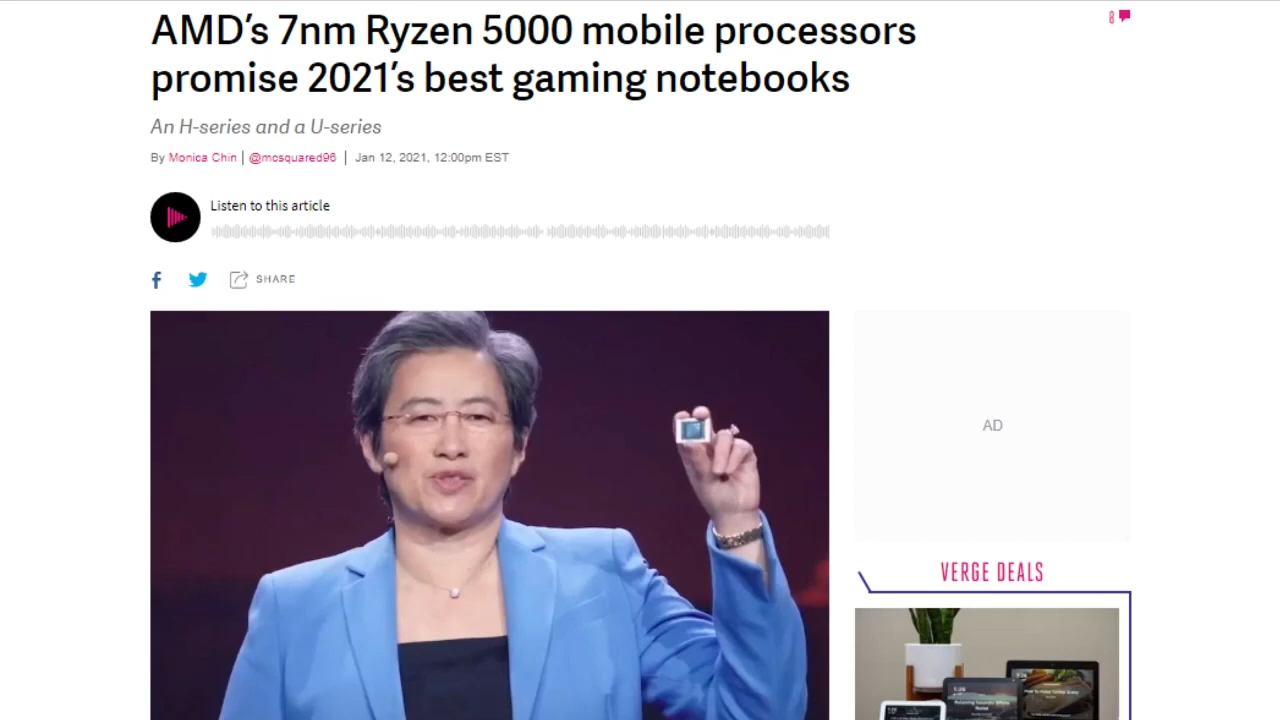 AMD’s 7nm Ryzen 5000 mobile processors
promise 2021’s best gaming notebooks
8
An H-series and a U-series
By Monica Chin | @mcsquared96 | Jan 12, 2021, 12:00pm EST
Listen to this article
SHARE
AD
VERGE DEALS